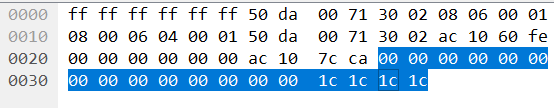 0000 ff ff ff ff ff ff 50 da 00 71 30 02 08 06 00 01
0010 08 00 06 04 00 01 50 da 00 71 30 02 ac 10 60 fe
0020 00 00 00 00 00 00 ac 10 7c ca 00 00 00 00 00 00
0030 00 00 00 00 00 00 00 00 1c 1c 1c 1c